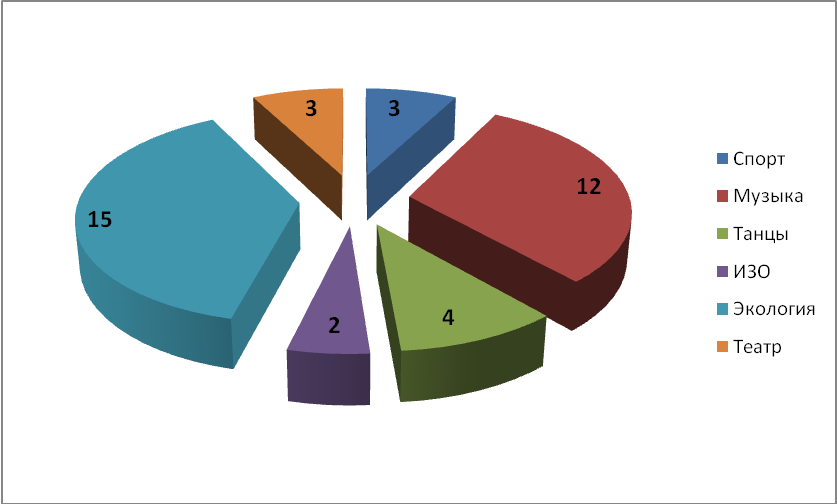 3
3
12
15
4
2
Спорт
Музыка
Танцы
ИЗО
Экология
Театр